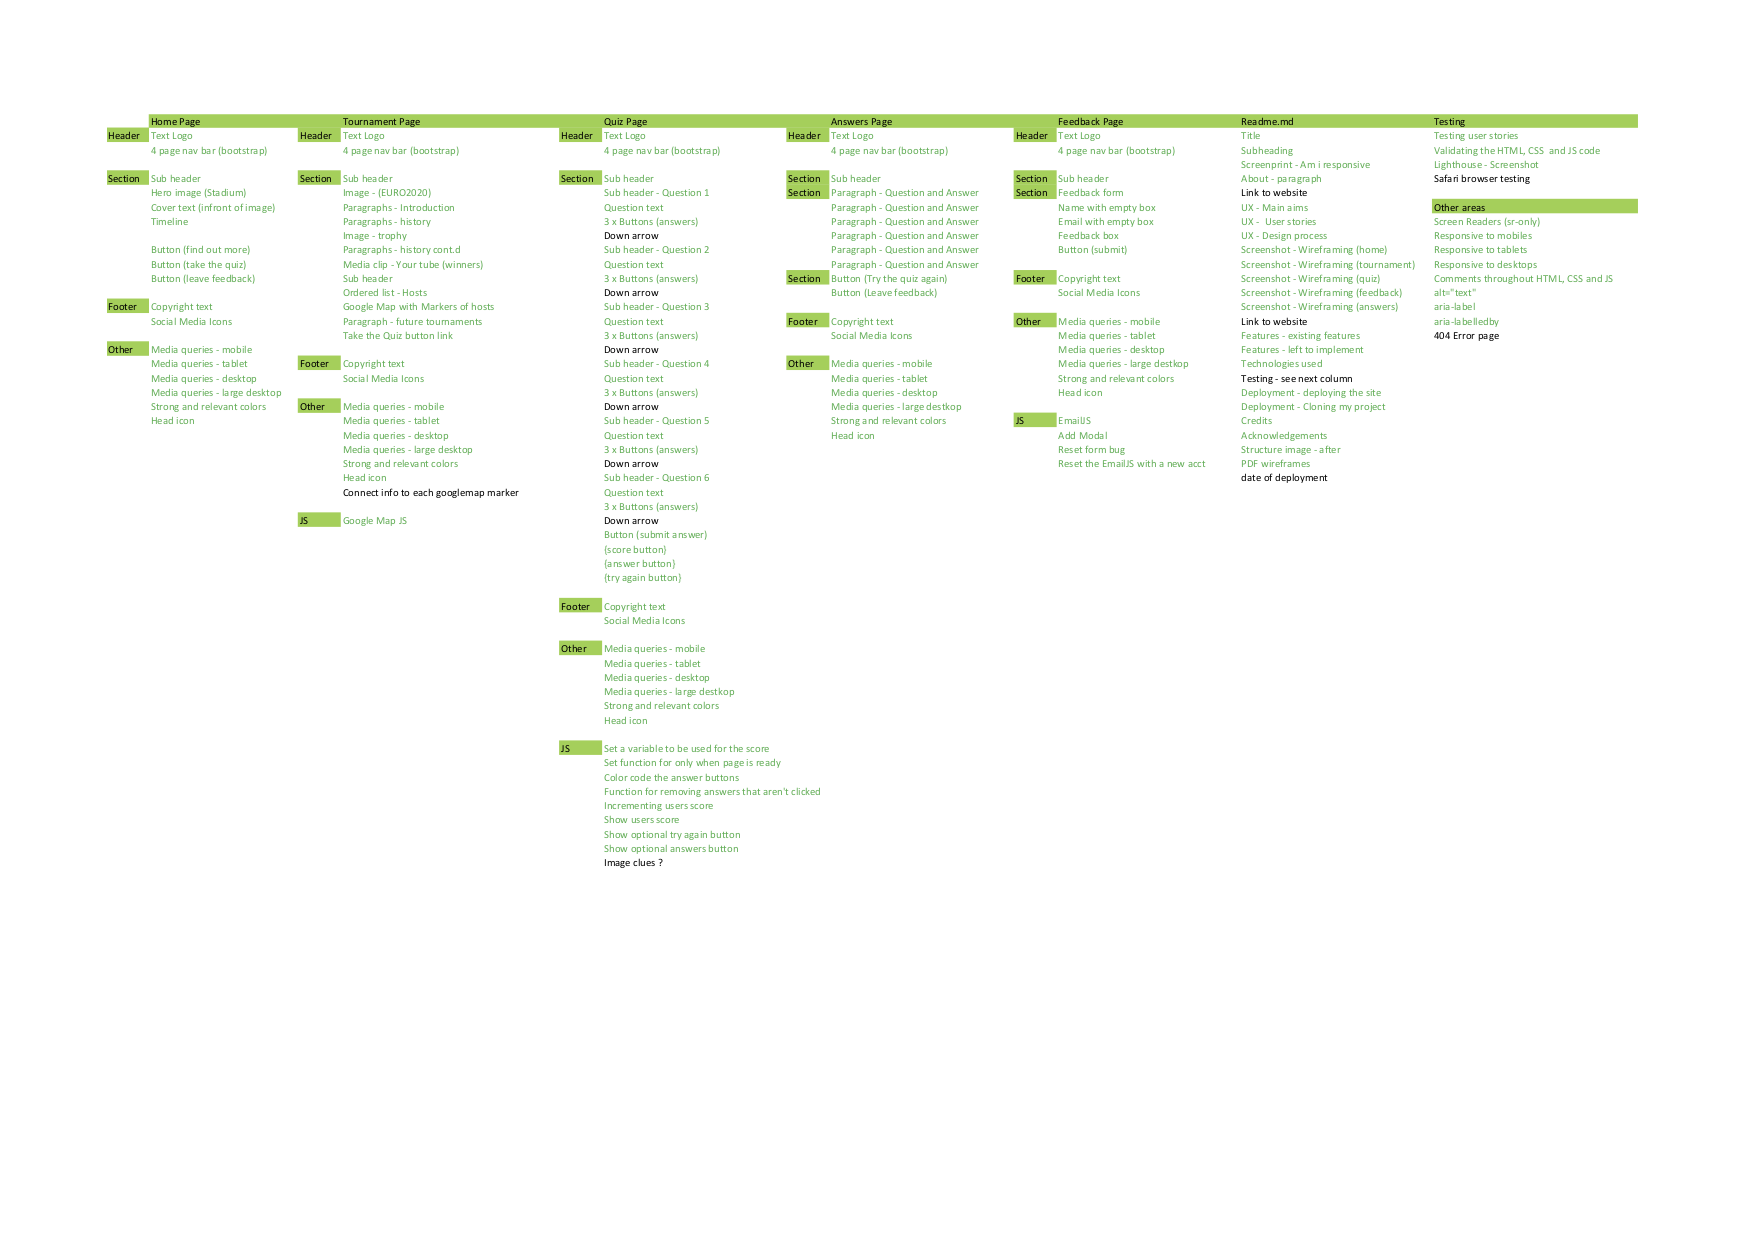 Home Page
Header Text Logo
4 page nav bar (bootstrap)
Section Sub header
Hero image (Stadium)
Cover text (infront of image)
Timeline
Button (find out more)
Button (take the quiz)
Button (leave feedback)
Footer Copyright text
Social Media Icons
Other Media queries - mobile
Media queries - tablet
Media queries - desktop
Media queries - large desktop
Strong and relevant colors
Head icon
Tournament Page
Header Text Logo
4 page nav bar (bootstrap)
Section Sub header
Image - (EURO2020)
Paragraphs - Introduction
Paragraphs - history
Image - trophy
Paragraphs - history cont.d
Media clip - Your tube (winners)
Sub header
Ordered list - Hosts
Google Map with Markers of hosts
Paragraph - future tournaments
Take the Quiz button link
Footer Copyright text
Social Media Icons
Other Media queries - mobile
Media queries - tablet
Media queries - desktop
Media queries - large desktop
Strong and relevant colors
Head icon
Connect info to each googlemap marker
JS Google Map JS
Quiz Page
Header Text Logo
4 page nav bar (bootstrap)
Section Sub header
Sub header - Question 1
Question text
3 x Buttons (answers)
Down arrow
Sub header - Question 2
Question text
3 x Buttons (answers)
Down arrow
Sub header - Question 3
Question text
3 x Buttons (answers)
Down arrow
Sub header - Question 4
Question text
3 x Buttons (answers)
Down arrow
Sub header - Question 5
Question text
3 x Buttons (answers)
Down arrow
Sub header - Question 6
Question text
3 x Buttons (answers)
Down arrow
Button (submit answer)
(score button)
(answer button)
(try again button)
Footer Copyright text
Social Media Icons
Other Media queries - mobile
Media queries - tablet
Media queries - desktop
Media queries - large destkop
Strong and relevant colors
Head icon
JS Set a variable to be used for the score
Set function for only when page is ready
Color code the answer buttons
Function for removing answers that aren't clicked
Incrementing users score
Show users score
Show optional try again button
Show optional answers button
Image clues ?
Answers Page
Header Text Logo
4 page nav bar (bootstrap)
Section Sub header
Section Paragraph - Question and Answer
Paragraph - Question and Answer
Paragraph - Question and Answer
Paragraph - Question and Answer
Paragraph - Question and Answer
Paragraph - Question and Answer
Section Button (Try the quiz again)
Button (Leave feedback)
Footer Copyright text
Social Media Icons
Other Media queries - mobile
Media queries - tablet
Media queries - desktop
Media queries - large destkop
Strong and relevant colors
Head icon
Feedback Page
Header Text Logo
4 page nav bar (bootstrap)
Section Sub header
Section Feedback form
Name with empty box
Email with empty box
Feedback box
Button (submit)
Footer Copyright text
Social Media Icons
Other Media queries - mobile
Media queries - tablet
Media queries - desktop
Media queries - large destkop
Strong and relevant colors
Head icon
JS EmailJS
Add Modal
Reset form bug
Reset the EmailJS with a new acct
Readme.md
Title
Subheading
Screenprint - Am i responsive
About - paragraph
Link to website
UX - Main aims
UX - User stories
UX - Design process
Screenshot - Wireframing (home)
Screenshot - Wireframing (tournament)
Screenshot - Wireframing (quiz)
Screenshot - Wireframing (feedback)
Screenshot - Wireframing (answers)
Link to website
Features - existing features
Features - left to implement
Technologies used
Testing - see next column
Deployment - deploying the site
Deployment - Cloning my project
Credits
Acknowledgements
Structure image - after
PDF wireframes
date of deployment
Testing
Testing user stories
Validating the HTML, CSS and JS code
Lighthouse - Screenshot
Safari browser testing
Other areas
Screen Readers (sr-only)
Responsive to mobiles
Responsive to tablets
Responsive to desktops
Comments throughout HTML, CSS and JS
alt="text"
aria-label
aria-labelledby
404 Error page